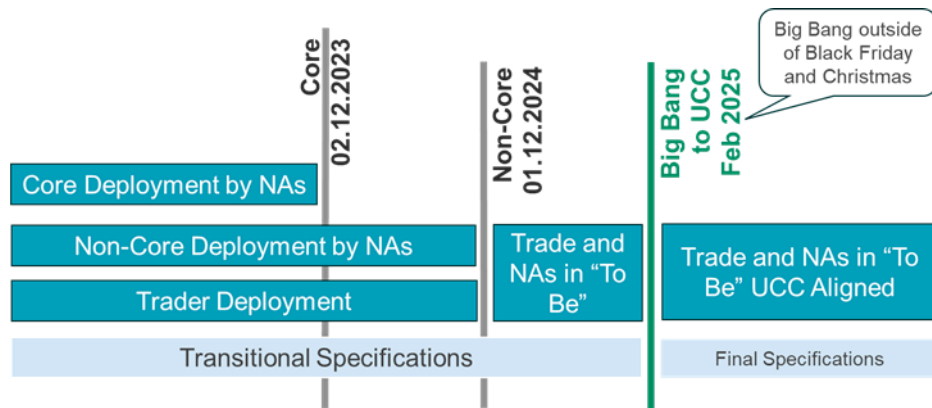 Core
02.12.2023
Non-Core
01.12.2024
Big Bang
to UCC
Feb 2025
Big Bang outside
of Black Friday
and Christmas
Core Deployment by NAs
Non-Core Deployment by NAs
Trader Deployment
Trade and
NAs in “To
Be”
Trade and NAs in “To
Be” UCC Aligned
Transitional Specifications
Final Specifications